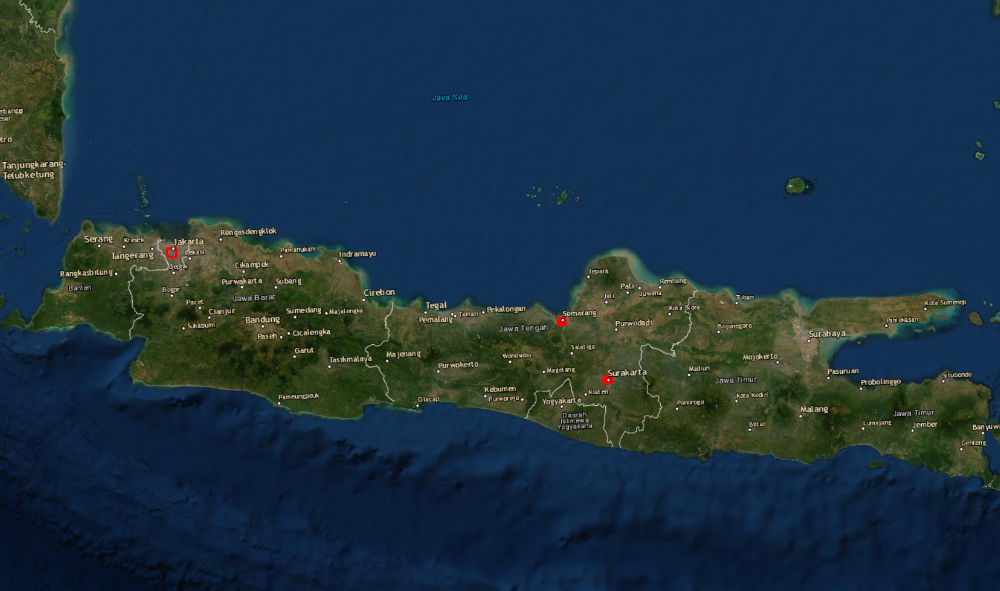 Java Sea
erbanggi
esar
tro
Tanjungkarang-
Telubketung
Serang
Kresek
Jakarta
Rengasdengklok
Tangerang
Bekasi
Pamanukan
Indramayu
Depok
Cikampek
Rangkasbitung
Banten
Bogor
Purwakarta
Subang
Jawa Barat
Cirebon
Pacet
Cianjur
Sukabumi
Bandung
Sumedang
Majalengka
Paseh
Cicalengka
Garut
Tasikmalaya
Pameungpeuk
Tegal
Pemalang
Taman
Pekalongan
Jawa Tengah
Semarang
Jepara
Pati
Juwana
Rembang
Jati
Kota Blora
Purwodadi
Salatiga
Majenang
Purwokerto
Wonosobo
Magelang
Surakarta
Kebumen
Purworejo
Klaten
Cilacap
Yogyakarta
Daerah
Istimewa
Yogyakarta
Tuban
Bojonegoro
Surabaya
Kota Sumenep
Pamekasan
Mojokerto
Madiun
Jawa Timur
Pasuruan
Probolinggo
Situbondo
Ponorogo
Kota Kediri
Malang
Blitar
Lumajang
Jawa Timur
Jember
Banyuw
Genteng